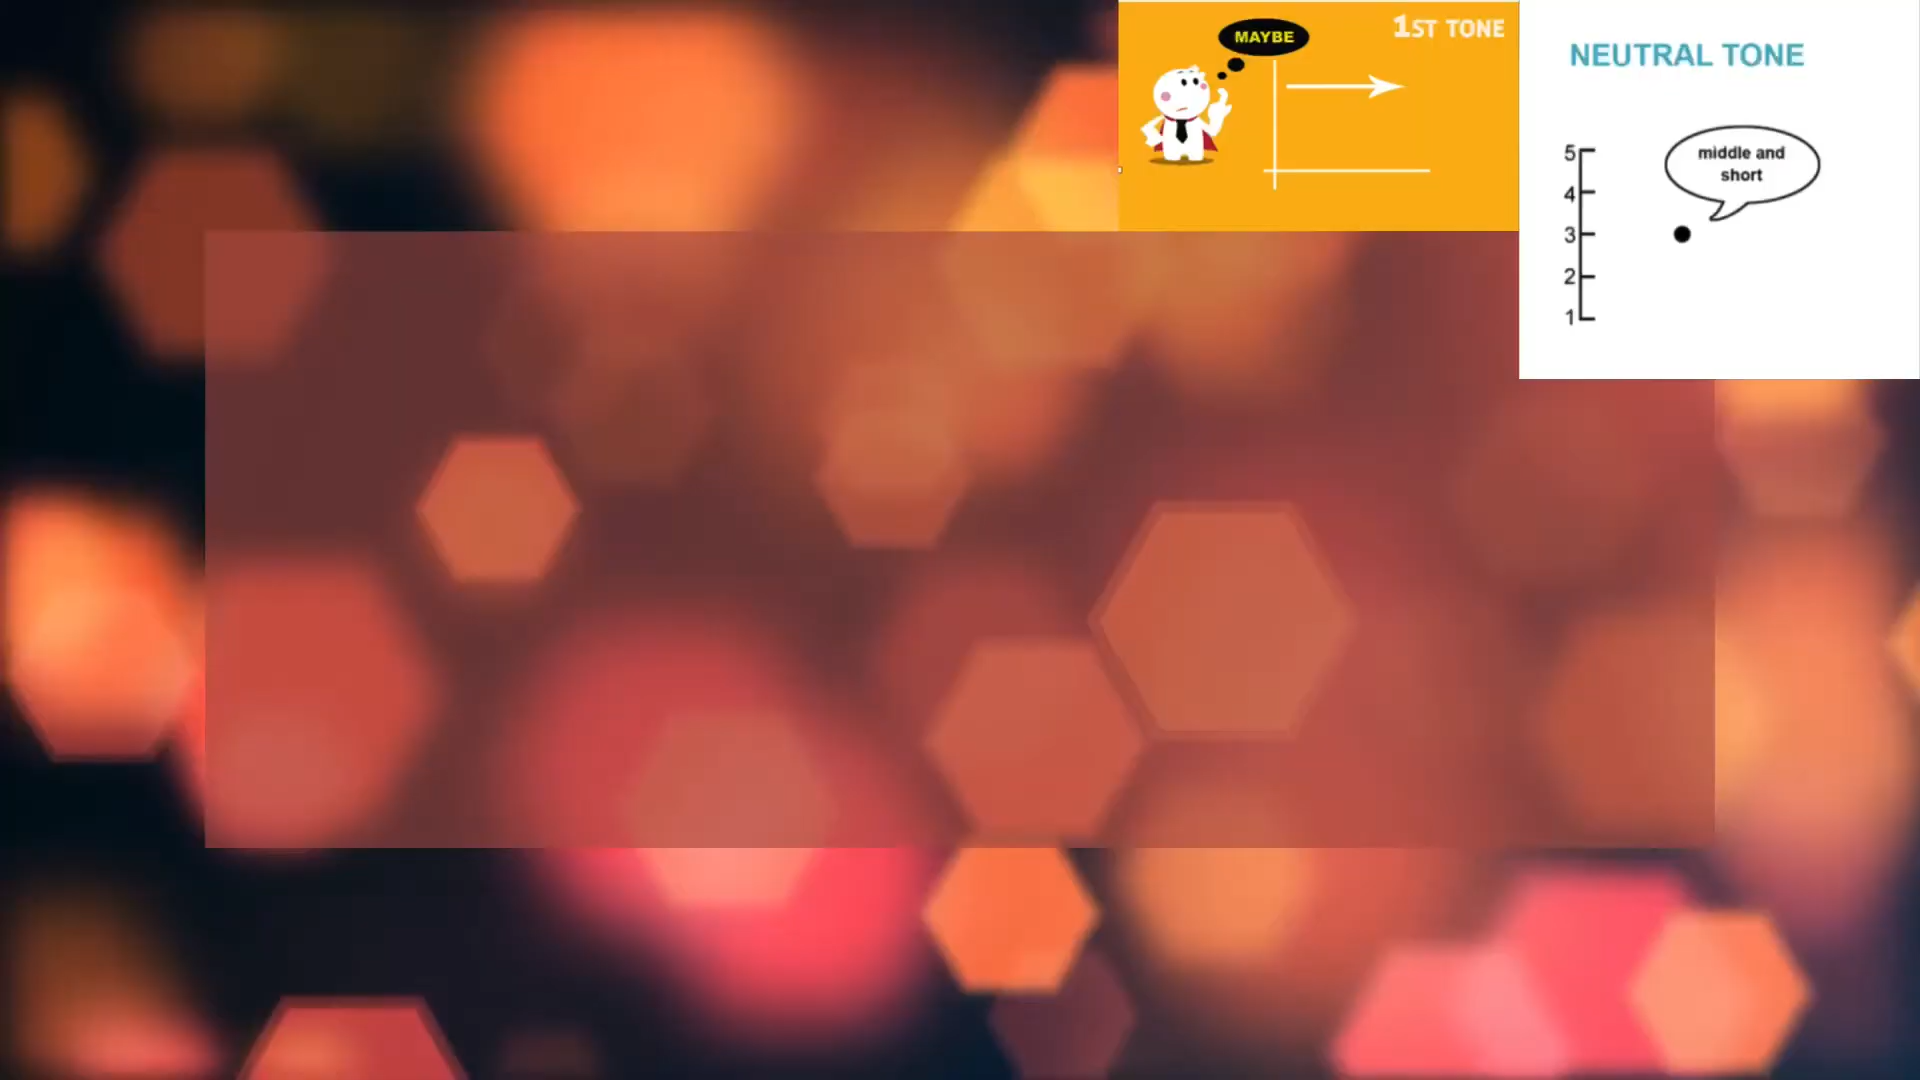 MAYBE
1ST TONE
NEUTRAL TONE
middle and
short
5
4
3
2
1